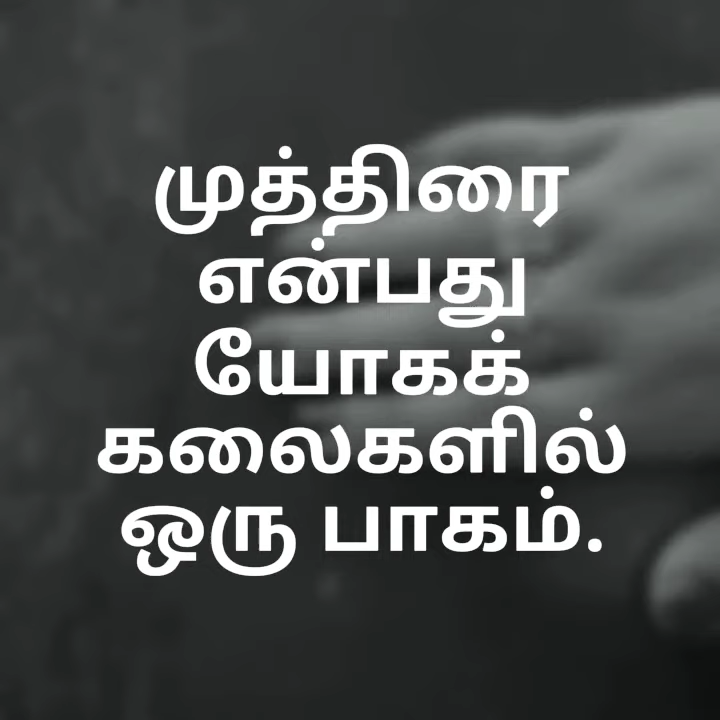 முத்திரை
என்பது
யோகக்
கலைகளில்
ஒரு பாகம்.